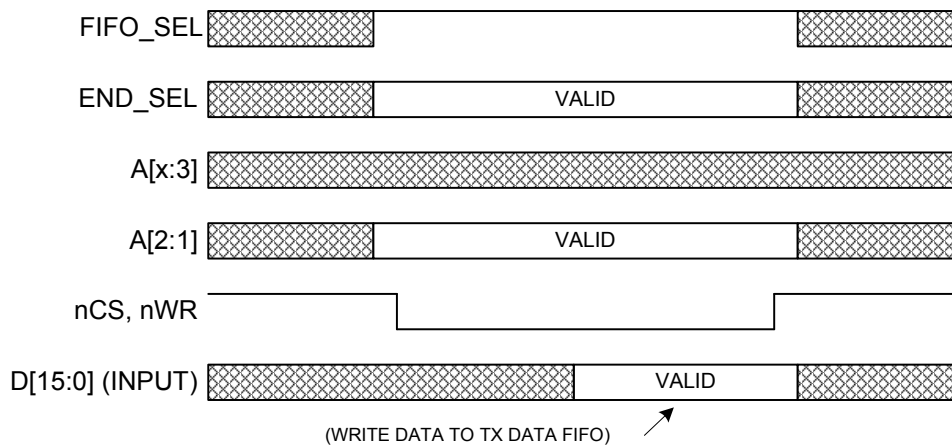 FIFO_SEL
END_SEL VALID
A[x:3]
A[2:1] VALID
nCS, nWR
D[15:0] (INPUT) VALID
(WRITE DATA TO TX DATA FIFO)